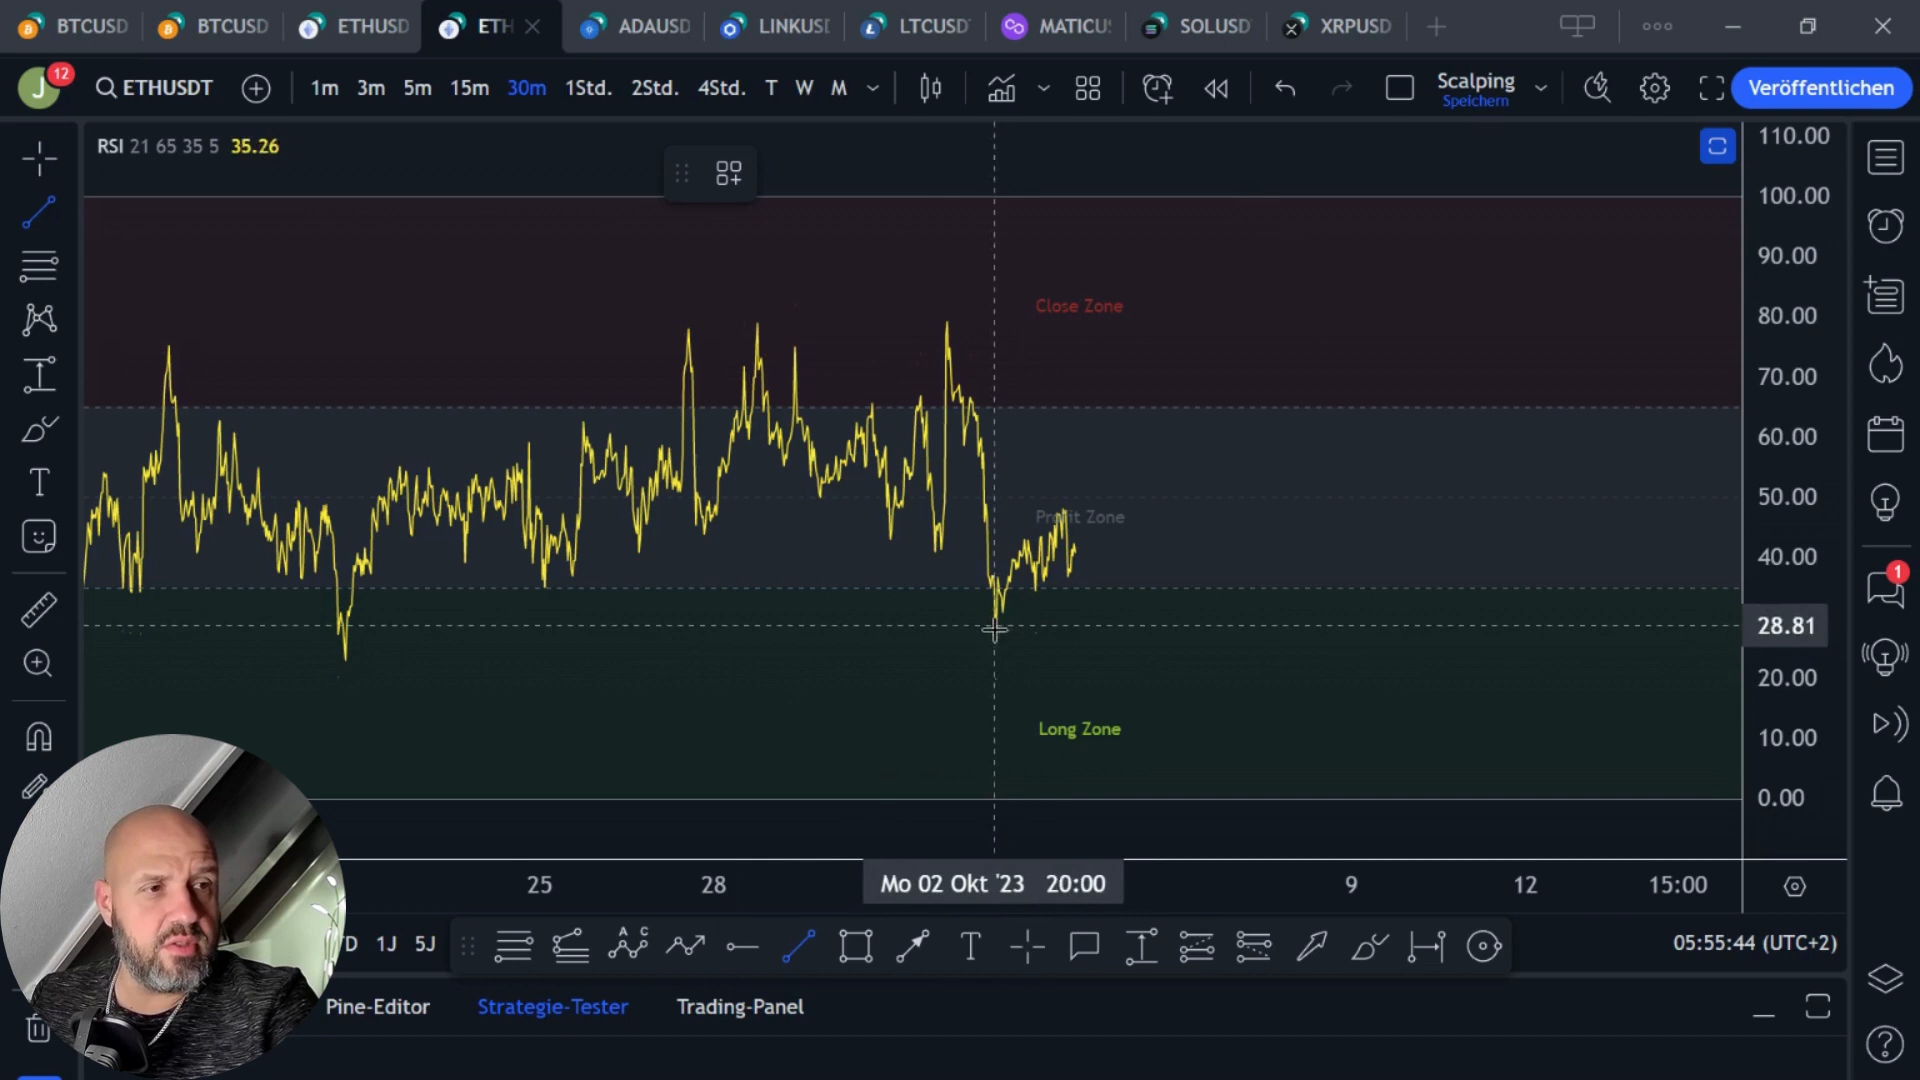 BTCUSD
BTCUSD
ETHUSD
ETH
ADAUSD
LINKUSD
LTCUSD
MATICU
SOLUSD
XRPUSD
J
12
ETHUSDT
1m
3m
5m
15m
30m
1Std.
2Std.
4Std.
T
W
M
Scalping
Speichern
Veröffentlichen
RSI 21 65 35 5 35.26
110.00
100.00
90.00
80.00
70.00
60.00
50.00
40.00
28.81
20.00
10.00
0.00
Close Zone
Profit Zone
Long Zone
1
25
28
Mo 02 Okt '23 20:00
9
12
15:00
1J
5J
A
C
T
05:55:44 (UTC+2)
Pine-Editor
Strategie-Tester
Trading-Panel